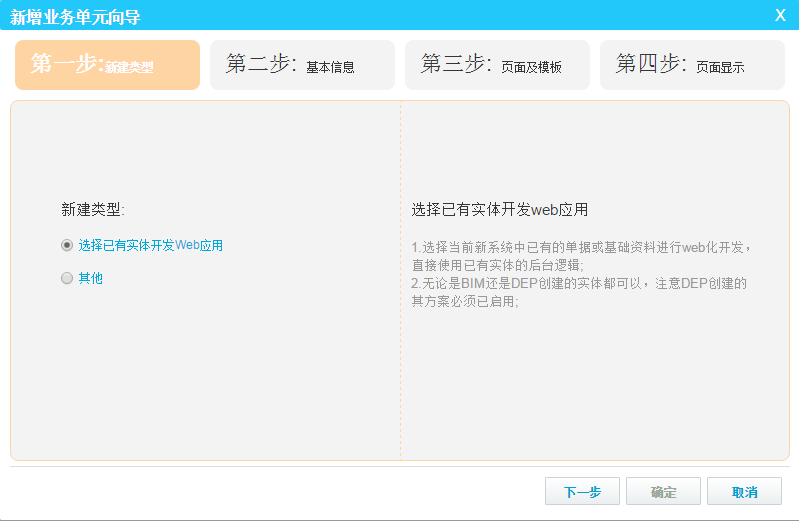 新增业务单元向导 X
第一步:新建类型 第二步: 基本信息 第三步: 页面及模板 第四步: 页面显示
新建类型:
选择已有实体开发Web应用
其他
选择已有实体开发web应用
1.选择当前新系统中已有的单据或基础资料进行web化开发，
直接使用已有实体的后台逻辑;
2.无论是BIM还是DEP创建的实体都可以，注意DEP创建的
其方案必须已启用;
下一步 确定 取消